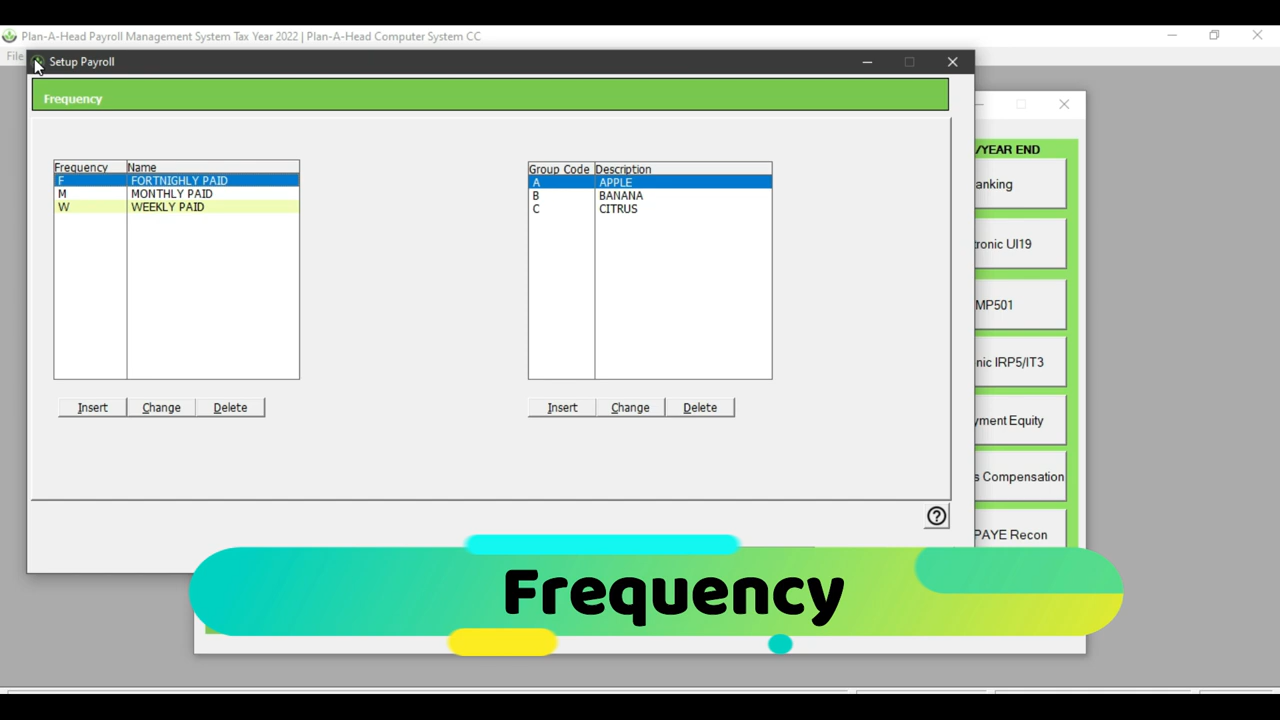 Plan-A-Head Payroll Management System Tax Year 2022 | Plan-A-Head Computer System CC
File
Setup Payroll
Frequency
/YEAR END
Frequency Name
F FORTNIGHLY PAID
M MONTHLY PAID
W WEEKLY PAID
Insert Change Delete
Group Code Description
A APPLE
B BANANA
C CITRUS
Insert Change Delete
anking
tronic UI19
MP501
nic IRP5/IT3
yment Equity
s Compensation
PAYE Recon
Frequency